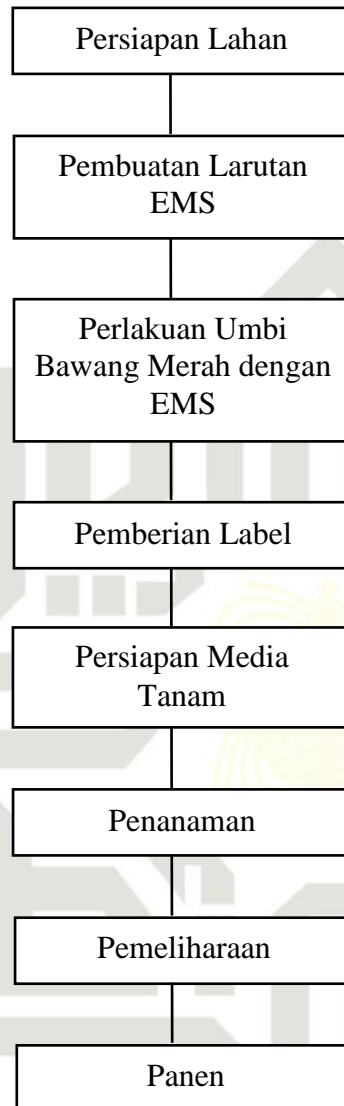 Persiapan Lahan
Pembuatan Larutan
EMS
Perlakuan Umbi
Bawang Merah dengan
EMS
Pemberian Label
Persiapan Media
Tanam
Penanaman
Pemeliharaan
Panen